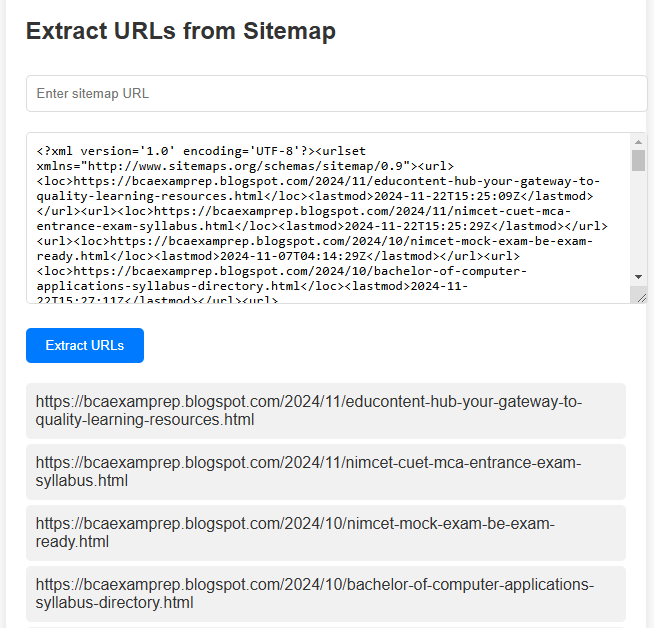 Extract URLs from Sitemap
Enter sitemap URL
<?xml version='1.0' encoding='UTF-8'?><urlset
xmlns="http://www.sitemaps.org/schemas/sitemap/0.9"><url>
<loc>https://bcaexamprep.blogspot.com/2024/11/educontent-hub-your-gateway-to-
quality-learning-resources.html</loc><lastmod>2024-11-22T15:25:09Z</lastmod>
</url><url><loc>https://bcaexamprep.blogspot.com/2024/11/nimcet-cuet-mca-
entrance-exam-syllabus.html</loc><lastmod>2024-11-22T15:25:29Z</lastmod></url>
<url><loc>https://bcaexamprep.blogspot.com/2024/10/nimcet-mock-exam-be-exam-
ready.html</loc><lastmod>2024-11-07T04:14:29Z</lastmod></url><url>
<loc>https://bcaexamprep.blogspot.com/2024/10/bachelor-of-computer-
applications-syllabus-directory.html</loc><lastmod>2024-11-
22T15:27:11Z</lastmod></url><url>
Extract URLs
https://bcaexamprep.blogspot.com/2024/11/educontent-hub-your-gateway-to-
quality-learning-resources.html
https://bcaexamprep.blogspot.com/2024/11/nimcet-cuet-mca-entrance-exam-
syllabus.html
https://bcaexamprep.blogspot.com/2024/10/nimcet-mock-exam-be-exam-
ready.html
https://bcaexamprep.blogspot.com/2024/10/bachelor-of-computer-applications-
syllabus-directory.html